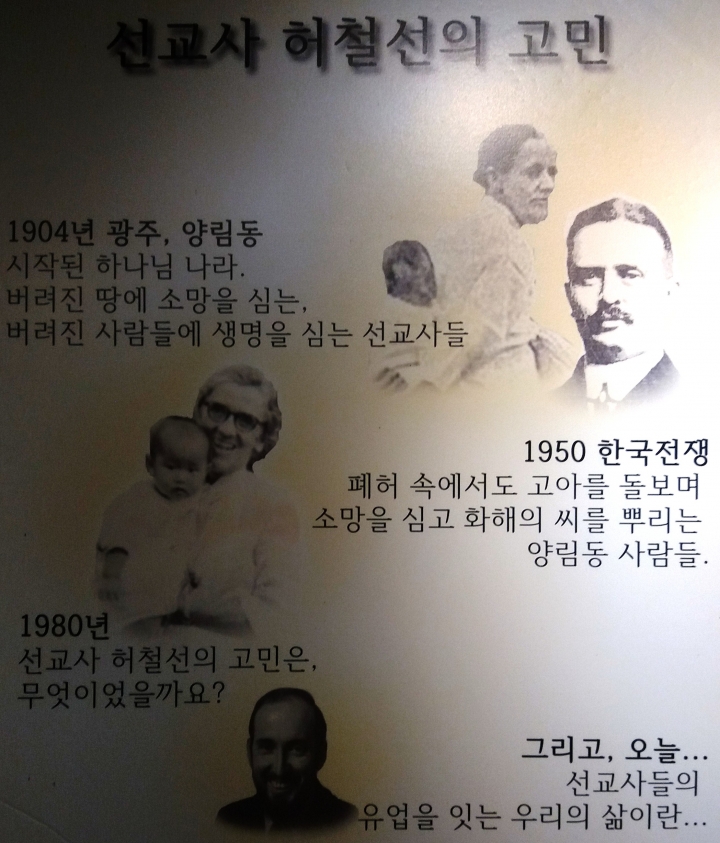 선교사 허철선의 고민
1904년 광주, 양림동
시작된 하나님 나라.
버려진 땅에 소망을 심는,
버려진 사람들에 생명을 심는 선교사들
1950 한국전쟁
폐허 속에서도 고아를 돌보며
소망을 심고 화해의 씨를 뿌리는
양림동 사람들.
1980년
선교사 허철선의 고민은,
무엇이었을까요?
그리고, 오늘...
선교사들의
유업을 잇는 우리의 삶이란...